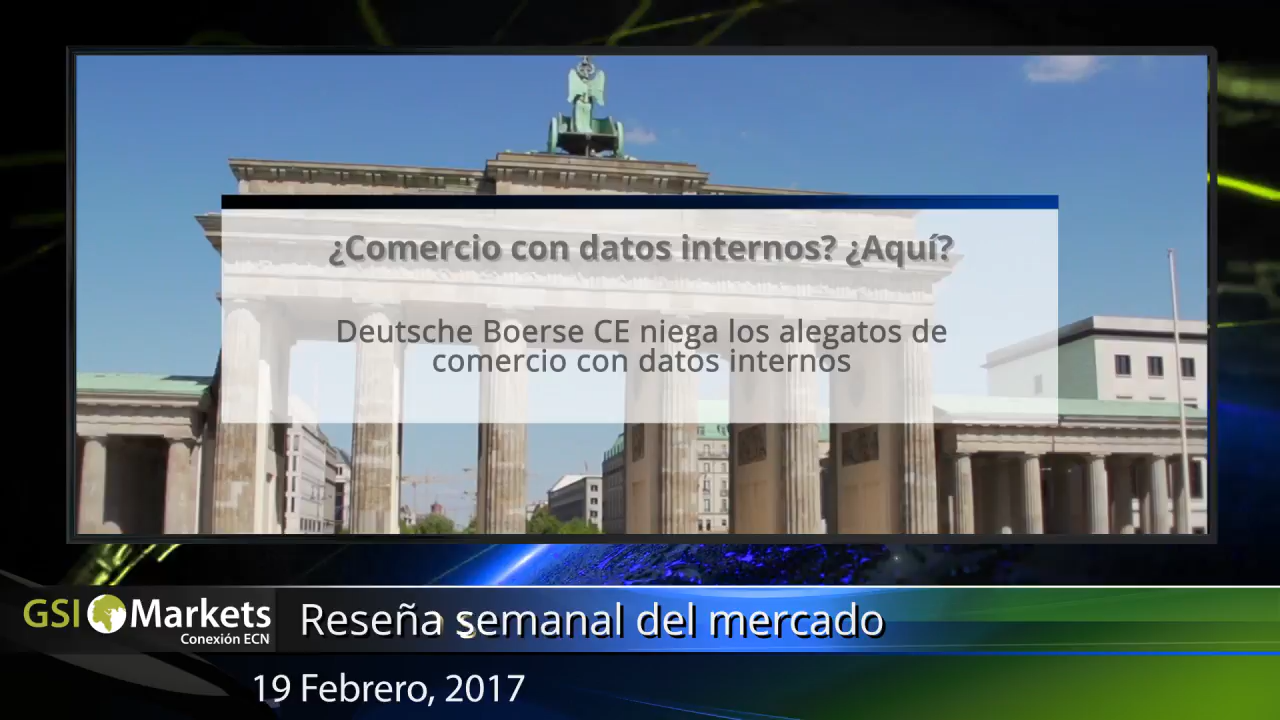 ¿Comercio con datos internos? ¿Aquí?
Deutsche Boerse CE niega los alegatos de
comercio con datos internos
GSI Markets
Conexión ECN
Reseña semanal del mercado
19 Febrero, 2017